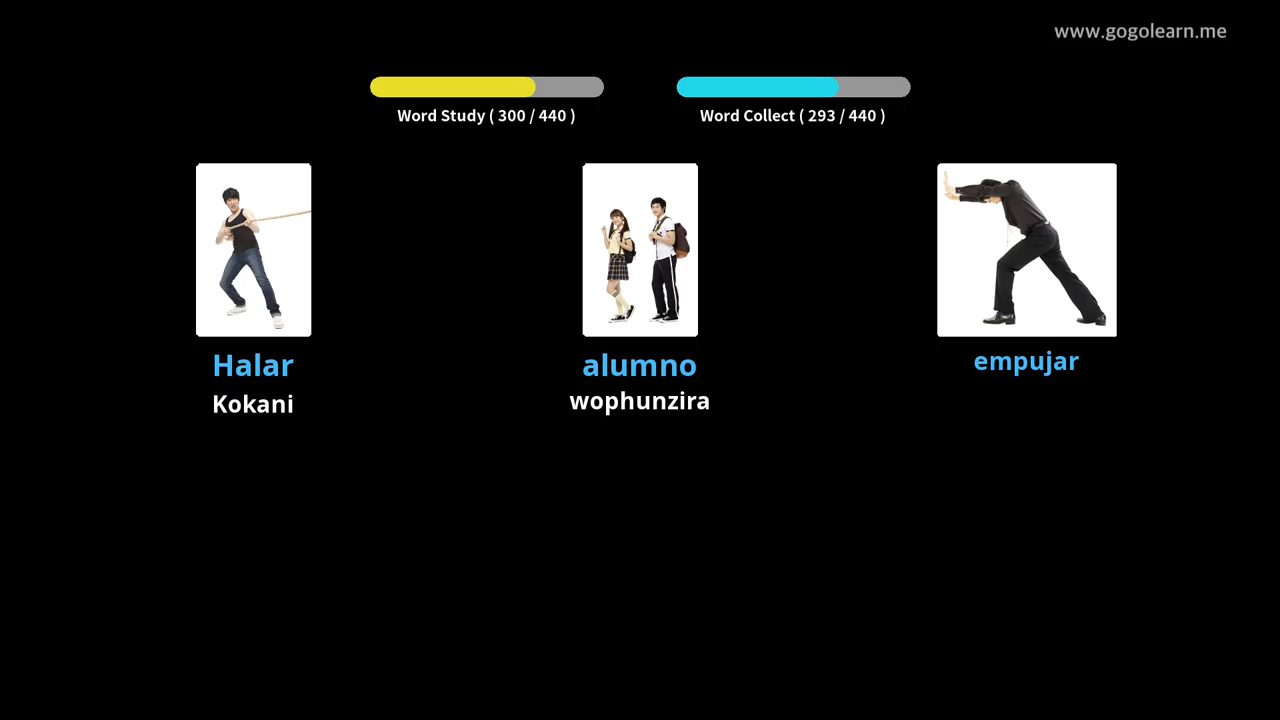 www.gogolearn.me
Word Study ( 300 / 440 )
Word Collect ( 293 / 440 )
Halar
Kokani
alumno
wophunzira
empujar